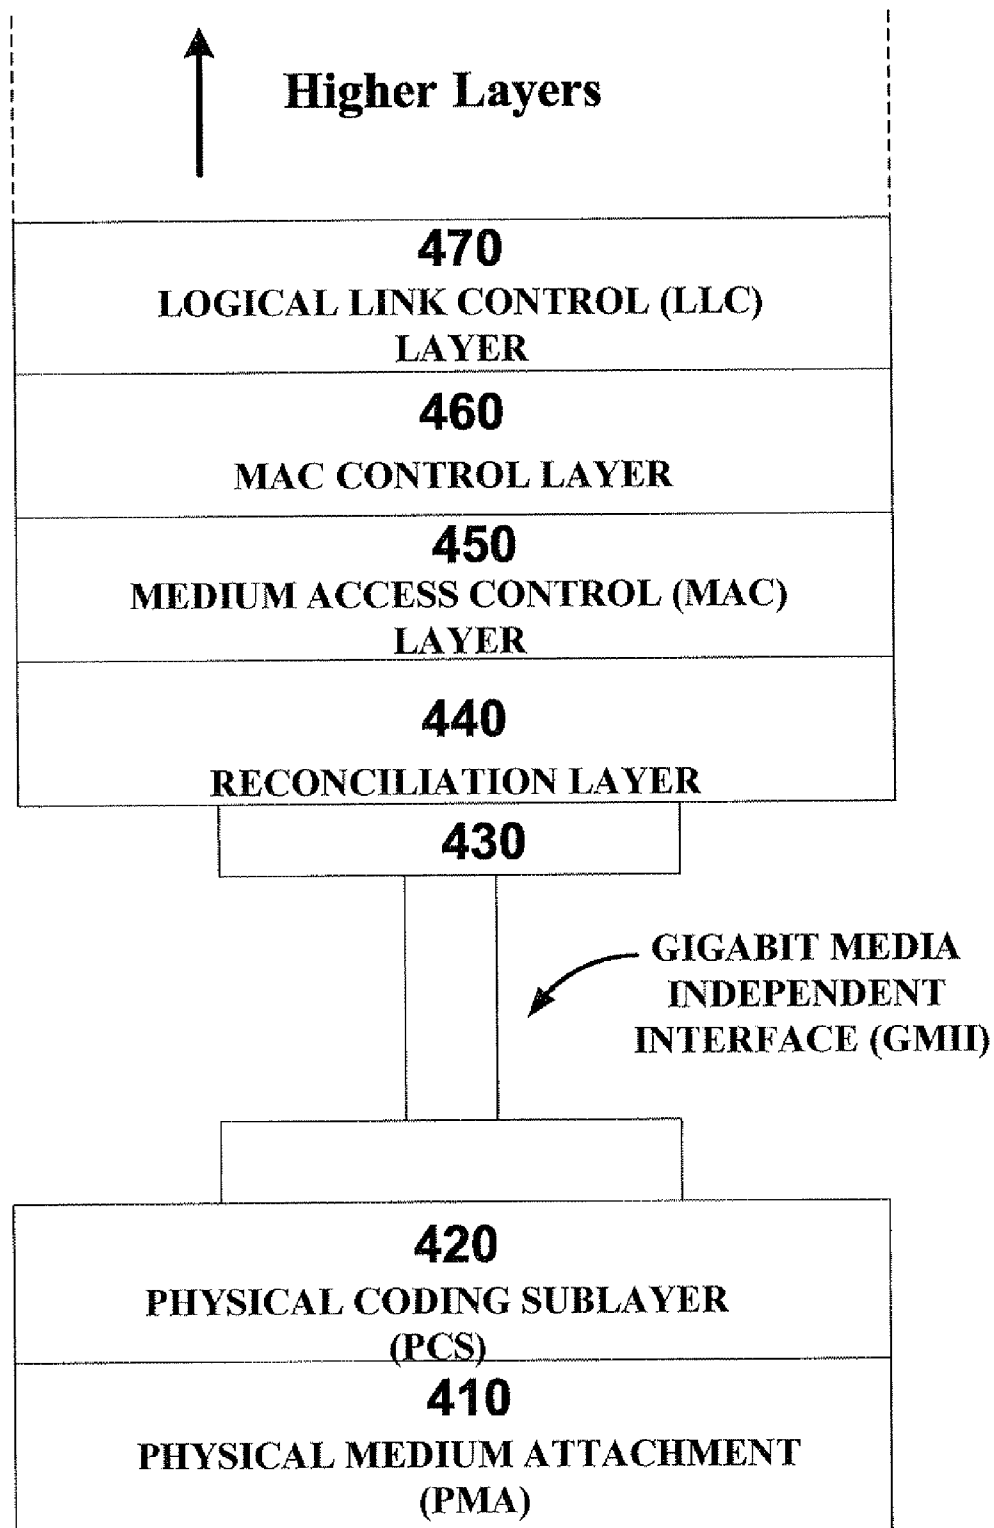 Higher Layers
470
LOGICAL LINK CONTROL (LLC)
LAYER
460
MAC CONTROL LAYER
450
MEDIUM ACCESS CONTROL (MAC)
LAYER
440
RECONCILIATION LAYER
430
GIGABIT MEDIA
INDEPENDENT
INTERFACE (GMII)
420
PHYSICAL CODING SUBLAYER
(PCS)
410
PHYSICAL MEDIUM ATTACHMENT
(PMA)